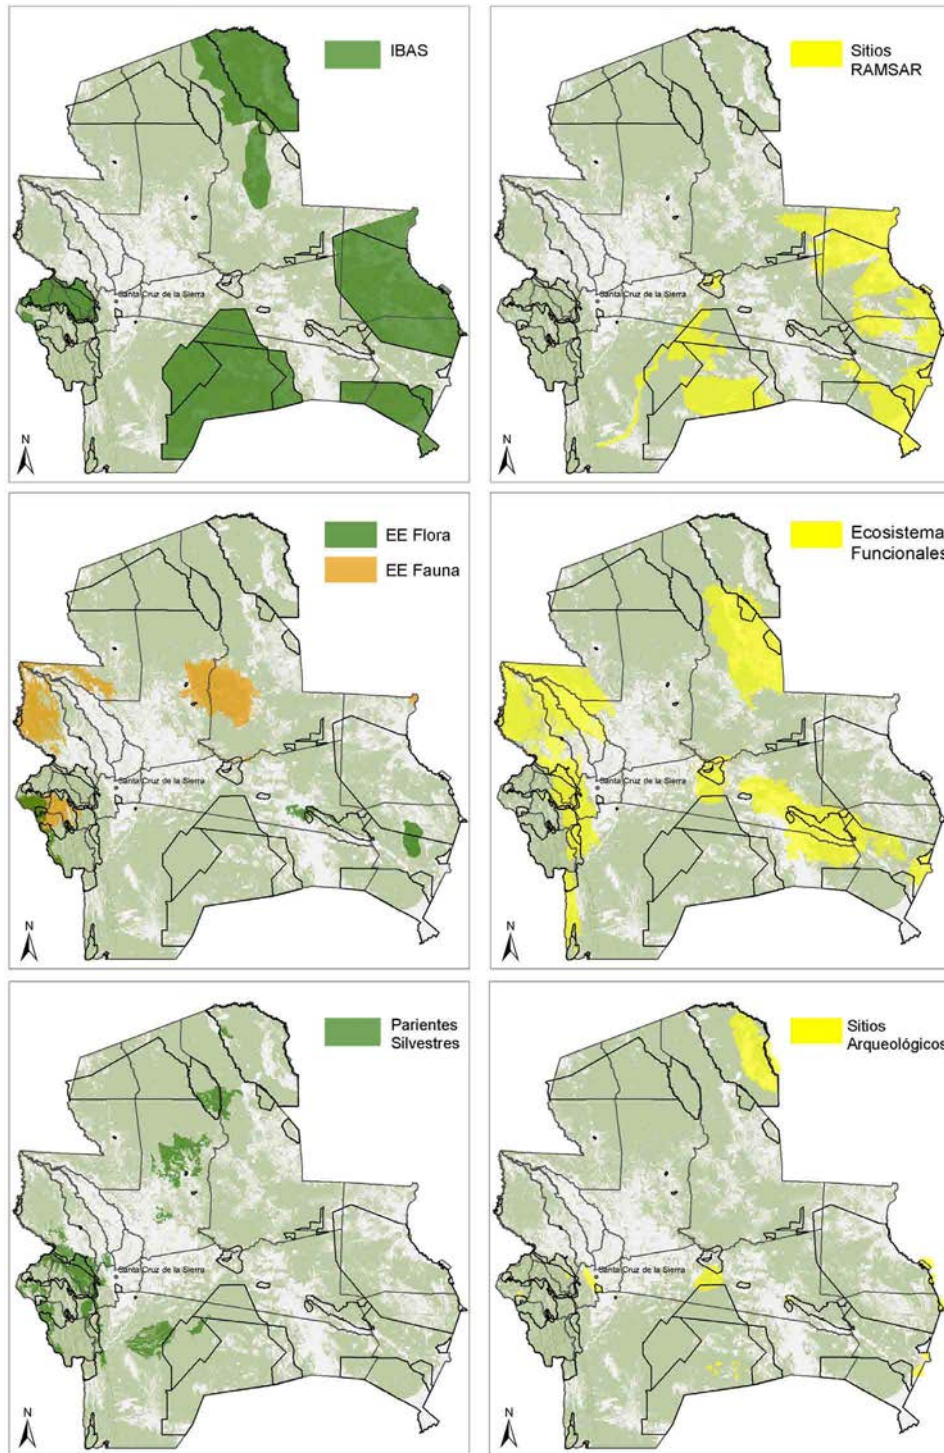 IBAS
Santa Cruz de la Sierra
N
Sitios
RAMSAR
Santa Cruz de la Sierra
N
EE Flora
EE Fauna
Santa Cruz de la Sierra
N
Ecosistema
Funcionales
Santa Cruz de la Sierra
N
Parientes
Silvestres
Santa Cruz de la Sierra
N
Sitios
Arqueológicos
Santa Cruz de la Sierra
N